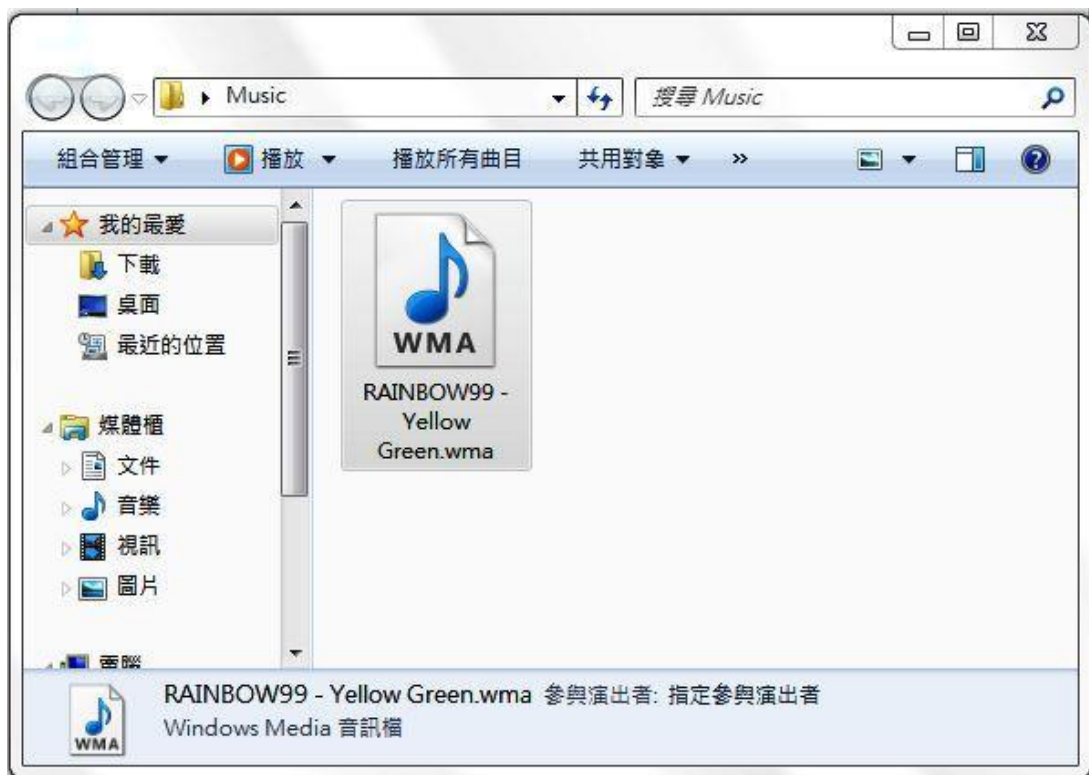 Music
搜尋 Music
組合管理
播放
播放所有曲目
共用對象
»
我的最愛
下載
桌面
最近的位置
媒體櫃
文件
音樂
視訊
圖片
電腦
WMA
RAINBOW99 -
Yellow
Green.wma
WMA
RAINBOW99 - Yellow Green.wma 參與演出者: 指定參與演出者
Windows Media 音訊檔